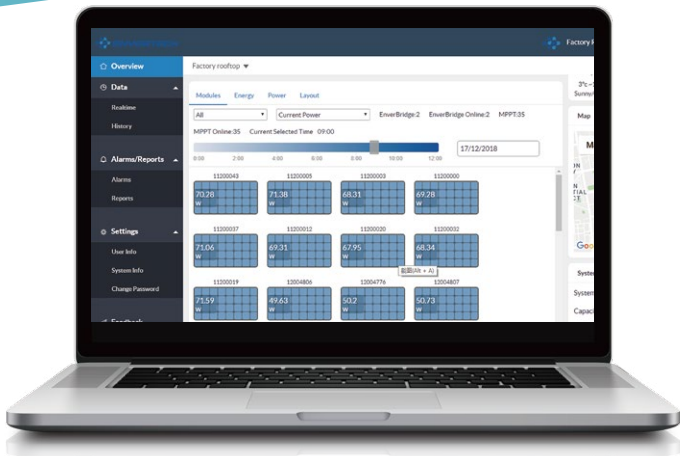 Factory
Overview
Factory rooftop
Data
Realtime
History
Alarms/Reports
Alarms
Reports
Settings
User Info
System Info
Change Password
Feedback
Modules Energy Power Layout
All Current Power EnverBridge:2 EnverBridge Online:2 MPPT:35
MPPT Online:35 Current Selected Time 09:00
17/12/2018
0:00 2:00 4:00 6:00 8:00 10:00 12:00
11200043 11200005 11200003 11200000
70.28 71.38 68.31 69.28
W W W W
11200037 11200012 11200020 11200032
71.06 69.31 67.95 68.34
W W W W
截图(Alt + A)
11200019 12004806 12004776 12004807
71.59 49.63 50.2 50.73
W W W W
3°c
Sunny
Map
M
Goo
Syste
System
Capac